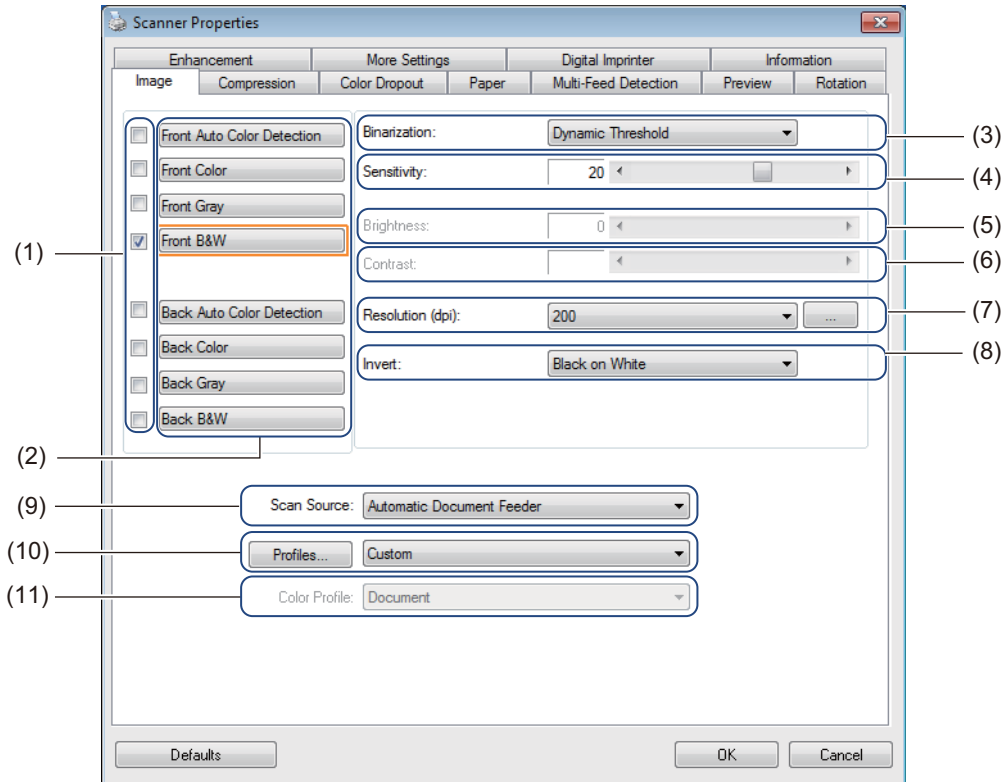 Scanner Properties
Enhancement More Settings Digital Imprinter Information
Image Compression Color Dropout Paper Multi-Feed Detection Preview Rotation
Front Auto Color Detection
Front Color
Front Gray
Front B&W
Back Auto Color Detection
Back Color
Back Gray
Back B&W
Binarization: Dynamic Threshold
Sensitivity: 20
Brightness: 0
Contrast:
Resolution (dpi): 200 ...
Invert: Black on White
(1)
(2)
(3)
(4)
(5)
(6)
(7)
(8)
(9) Scan Source: Automatic Document Feeder
(10) Profiles... Custom
(11) Color Profile: Document
Defaults OK Cancel